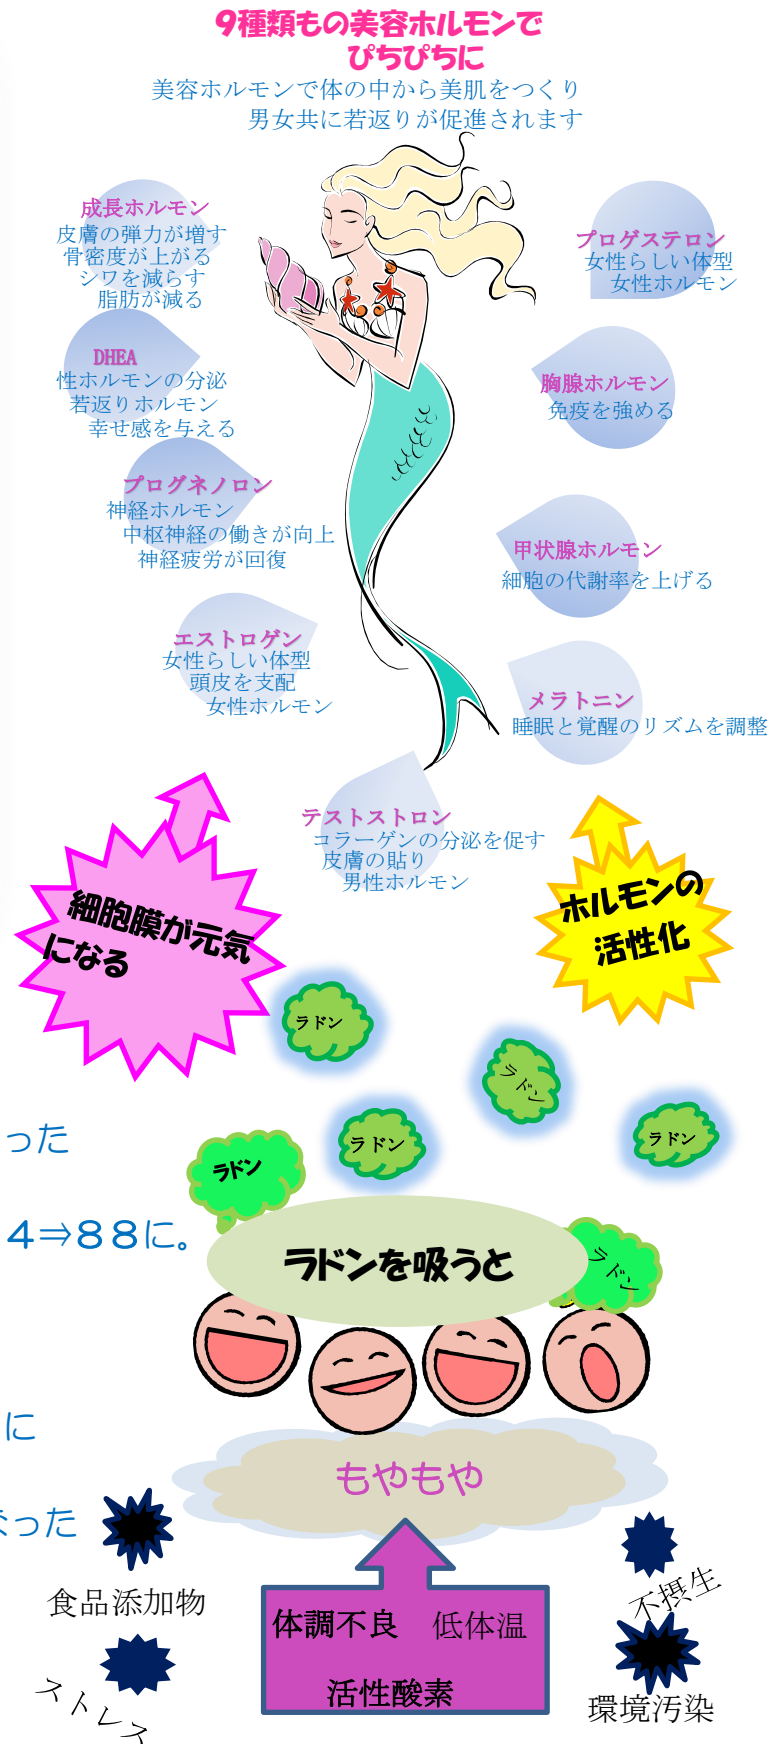 9種類もの美容ホルモンで
ぴちぴちに
美容ホルモンで体の中から美肌をつくり
男女共に若返りが促進されます
成長ホルモン
皮膚の弾力が増す
骨密度が上がる
シワを減らす
脂肪が減る
プロゲステロン
女性らしい体型
女性ホルモン
DHEA
性ホルモンの分泌
若返りホルモン
幸せ感を与える
胸腺ホルモン
免疫を強める
プログネノロン
神経ホルモン
中枢神経の働きが向上
神経疲労が回復
甲状腺ホルモン
細胞の代謝率を上げる
エストロゲン
女性らしい体型
頭皮を支配
女性ホルモン
メラトニン
睡眠と覚醒のリズムを調整
テストストロン
コラーゲンの分泌を促す
皮膚の貼り
男性ホルモン
細胞膜が元気
になる
ホルモンの
活性化
ラドン
ラドン
ラドン
ラドン
ラドン
った
4⇒88に。
ラドンを吸うと
ラドン
に
もやもや
なった
食品添加物
不摂生
体調不良 低体温
活性酸素
ストレス
環境汚染